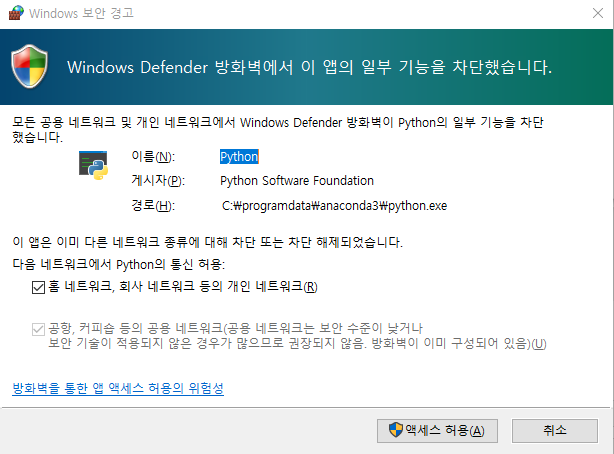 Windows 보안 경고
Windows Defender 방화벽에서 이 앱의 일부 기능을 차단했습니다.
모든 공용 네트워크 및 개인 네트워크에서 Windows Defender 방화벽이 Python의 일부 기능을 차단
했습니다.
이름(N): Python
게시자(P): Python Software Foundation
경로(H): C:₩programdata₩anaconda3₩python.exe
이 앱은 이미 다른 네트워크 종류에 대해 차단 또는 차단 해제되었습니다.
다음 네트워크에서 Python의 통신 허용:
홈 네트워크, 회사 네트워크 등의 개인 네트워크(R)
공항, 커피숍 등의 공용 네트워크(공용 네트워크는 보안 수준이 낮거나
보안 기술이 적용되지 않은 경우가 많으므로 권장되지 않음. 방화벽이 이미 구성되어 있음)(U)
방화벽을 통한 앱 액세스 허용의 위험성
액세스 허용(A) 취소